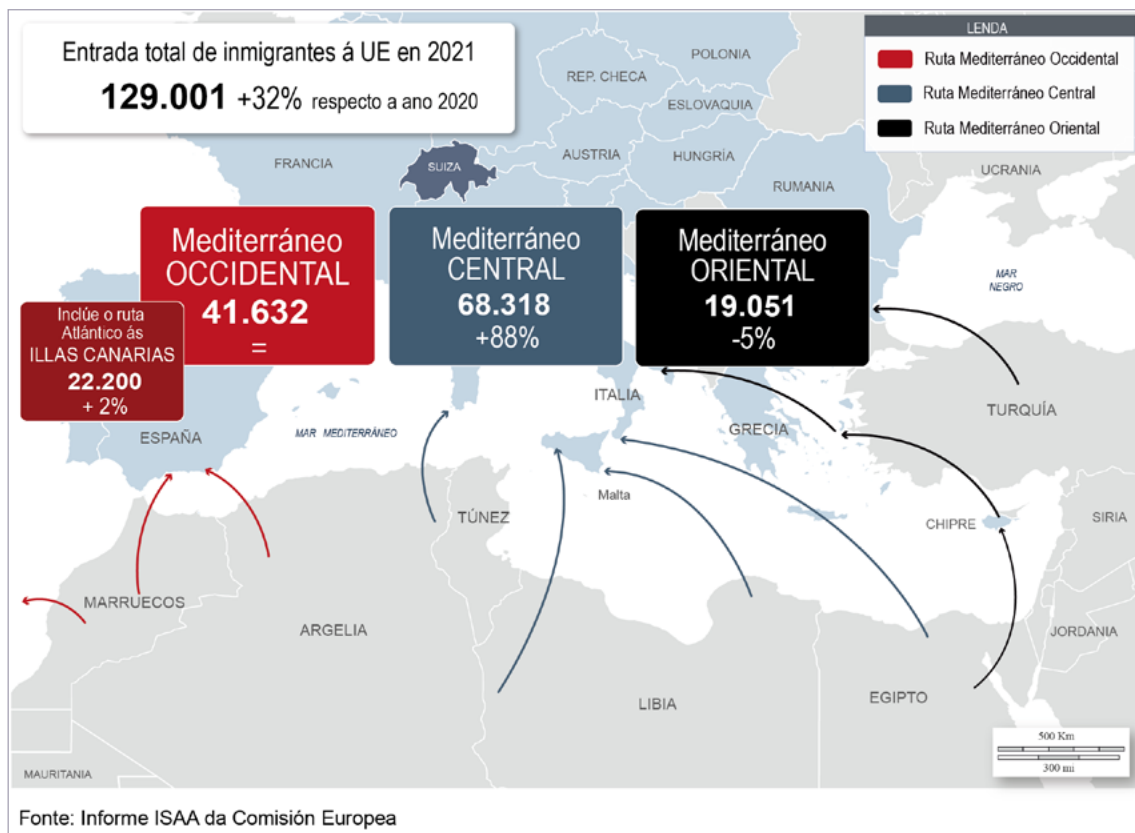 Entrada total de inmigrantes á UE en 2021
129.001 +32% respecto a ano 2020
LENDA
Ruta Mediterráneo Occidental
Ruta Mediterráneo Central
Ruta Mediterráneo Oriental
POLONIA
REP. CHECA
ESLOVAQUIA
FRANCIA
SUIZA
AUSTRIA
HUNGRÍA
RUMANIA
UCRANIA
Mediterráneo
OCCIDENTAL
41.632
=
Mediterráneo
CENTRAL
68.318
+88%
Mediterráneo
ORIENTAL
19.051
-5%
MAR
NEGRO
Inclúe o ruta
Atlántico ás
ILLAS CANARIAS
22.200
+ 2%
ESPAÑA
MAR MEDITERRÁNEO
ITALIA
GRECIA
TURQUÍA
Malta
TÚNEZ
CHIPRE
SIRIA
MARRUECOS
ARGELIA
JORDANIA
LIBIA
EGIPTO
MAURITANIA
500 Km
300 mi
Fonte: Informe ISAA da Comisión Europea